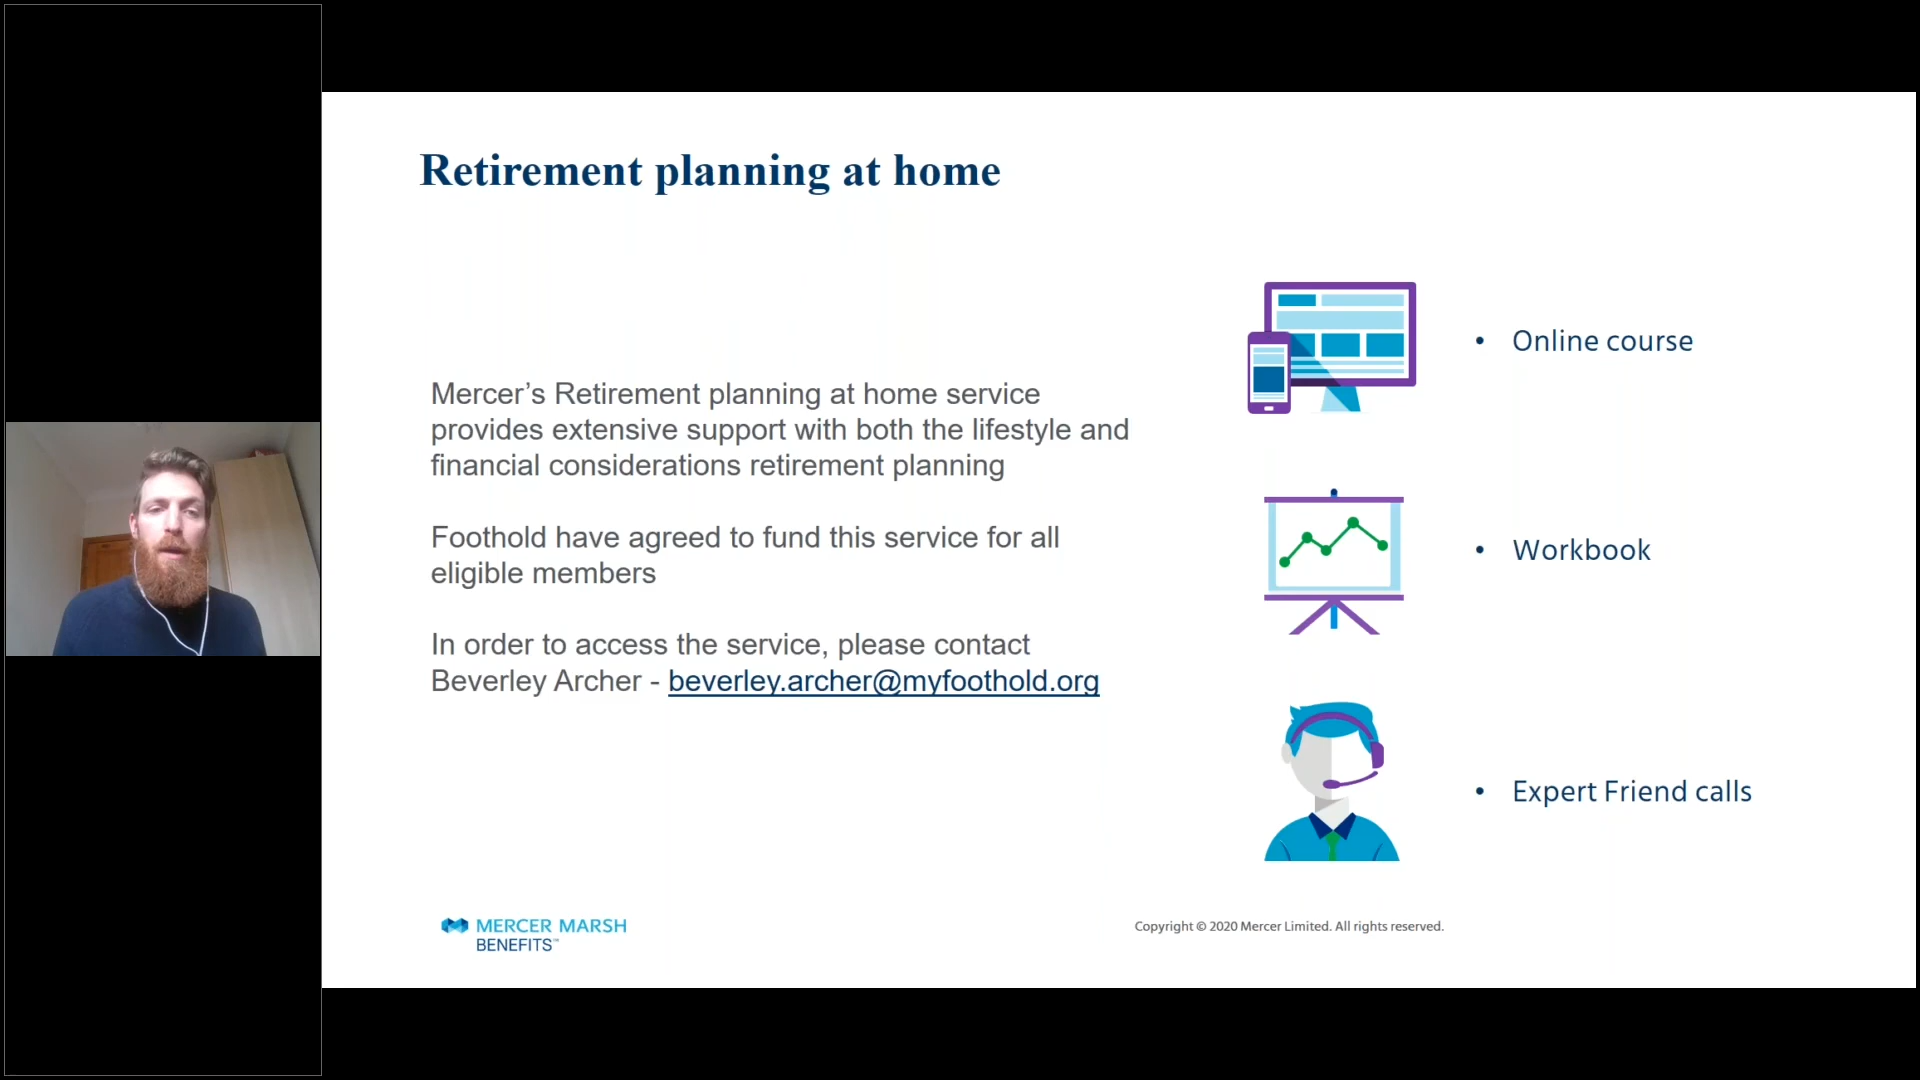 Retirement planning at home
Mercer’s Retirement planning at home service
provides extensive support with both the lifestyle and
financial considerations retirement planning
Foothold have agreed to fund this service for all
eligible members
In order to access the service, please contact
Beverley Archer - beverley.archer@myfoothold.org
• Online course
• Workbook
• Expert Friend calls
MERCER MARSH
BENEFITS™
Copyright © 2020 Mercer Limited. All rights reserved.